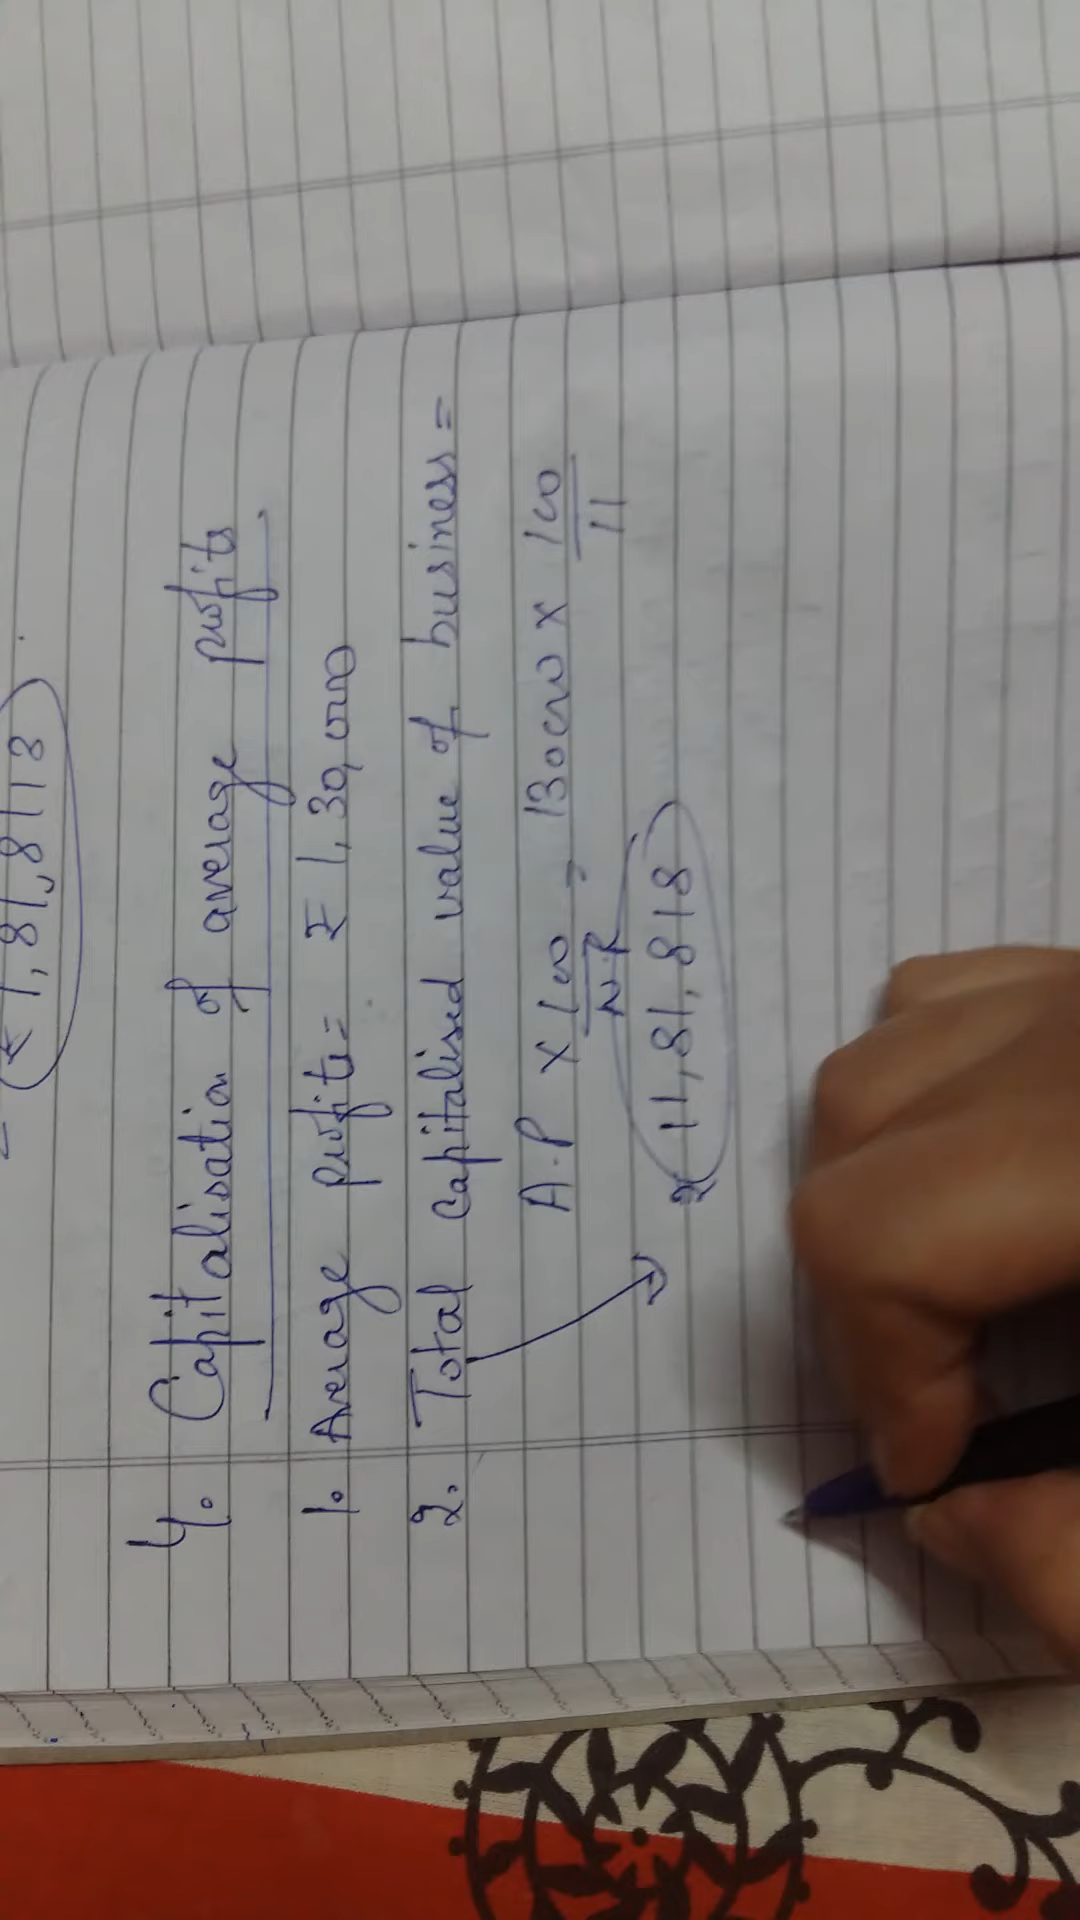 = ₹ 1,81,818
4. Capitalisation of average profits
1. Average profits = ₹ 1,30,000
2. Total capitalised value of business =
A.P × 100/N.R = 130000 × 100/11
= 11,81,818